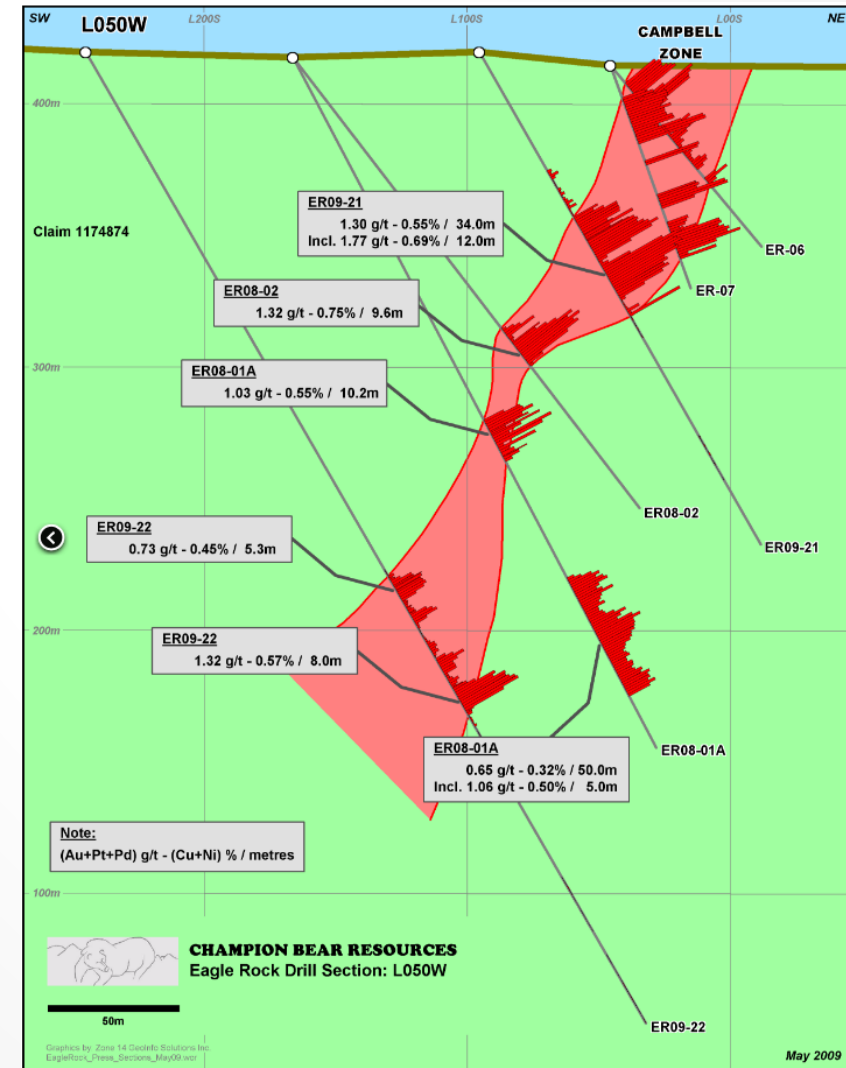 SW
L050W
L200S
L100S
L00S
NE
CAMPBELL
ZONE
400m
Claim 1174874
ER09-21
1.30 g/t - 0.55% / 34.0m
Incl. 1.77 g/t - 0.69% / 12.0m
ER-06
ER-07
ER08-02
1.32 g/t - 0.75% / 9.6m
300m
ER08-01A
1.03 g/t - 0.55% / 10.2m
ER08-02
ER09-22
0.73 g/t - 0.45% / 5.3m
ER09-21
200m
ER09-22
1.32 g/t - 0.57% / 8.0m
ER08-01A
0.65 g/t - 0.32% / 50.0m
Incl. 1.06 g/t - 0.50% / 5.0m
ER08-01A
Note:
(Au+Pt+Pd) g/t - (Cu+Ni) % / metres
100m
CHAMPION BEAR RESOURCES
Eagle Rock Drill Section: L050W
50m
ER09-22
Graphics by: Zone 14 GeoInfo Solutions Inc.
EagleRock_Press_Sections_May09.wor
May 2009